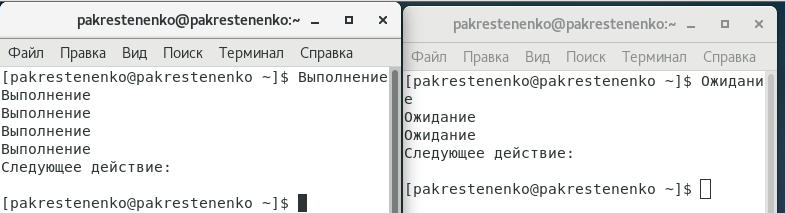 pakrestenenko@pakrestenenko:~
Файл Правка Вид Поиск Терминал Справка
[pakrestenenko@pakrestenenko ~]$ Выполнение
Выполнение
Выполнение
Выполнение
Выполнение
Следующее действие:
[pakrestenenko@pakrestenenko ~]$
pakrestenenko@pakrestenenko:~
Файл Правка Вид Поиск Терминал Справка
[pakrestenenko@pakrestenenko ~]$ Ожидани
е
Ожидание
Ожидание
Следующее действие:
[pakrestenenko@pakrestenenko ~]$